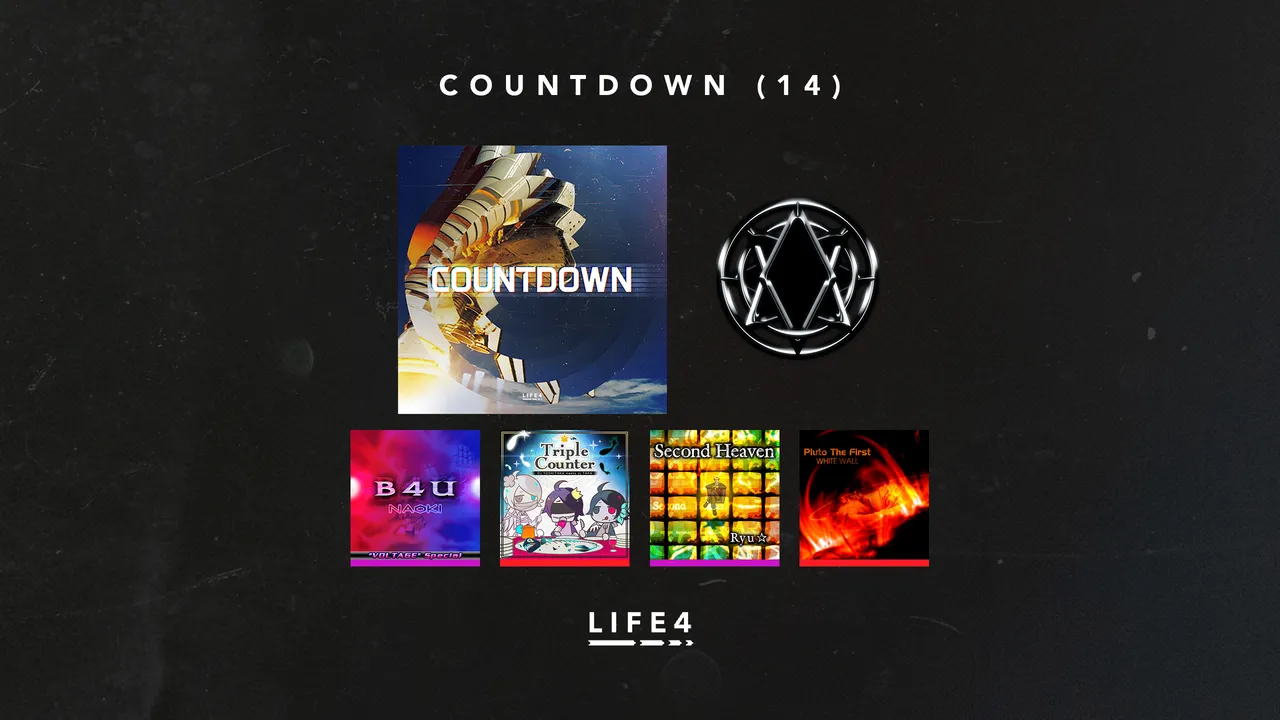 COUNTDOWN (14)
COUNTDOWN
LIFE4
B4U
NAOKI
"VOLTAGE" Special
Triple
Counter
Second Heaven
Second
Ryu☆
Pluto The First
WHITE WALL
LIFE4